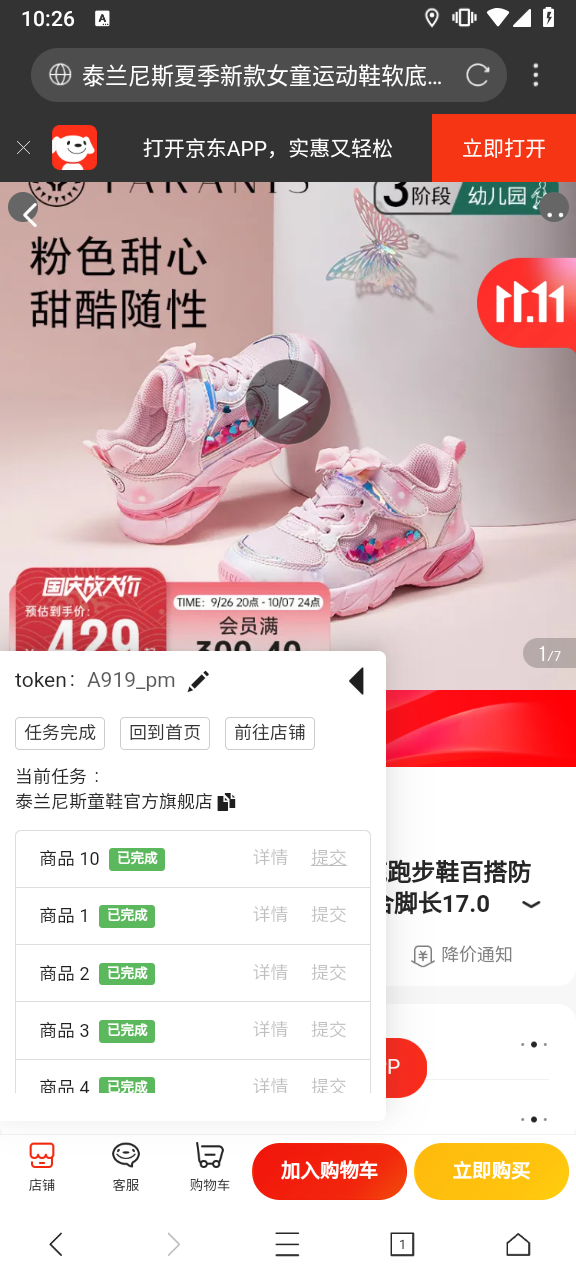 10:26
A
泰兰尼斯夏季新款女童运动鞋软底...
打开京东APP，实惠又轻松
立即打开
TARANIS
3阶段 幼儿园
粉色甜心
甜酷随性
11.11
国庆放大价
预估到手价:
TIME: 9/26 20点 - 10/07 24点
429
会员满
300-40
1/7
token： A919_pm
任务完成
回到首页
前往店铺
当前任务：
泰兰尼斯童鞋官方旗舰店
商品 10 已完成 详情 提交
商品 1 已完成 详情 提交
商品 2 已完成 详情 提交
商品 3 已完成 详情 提交
商品 4 已完成 详情 提交
跑步鞋百搭防
合脚长17.0
降价通知
P
店铺
客服
购物车
加入购物车
立即购买
1